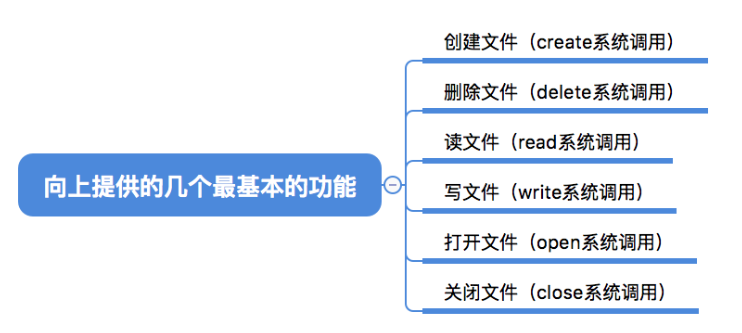 向上提供的几个最基本的功能
创建文件（create系统调用）
删除文件（delete系统调用）
读文件（read系统调用）
写文件（write系统调用）
打开文件（open系统调用）
关闭文件（close系统调用）